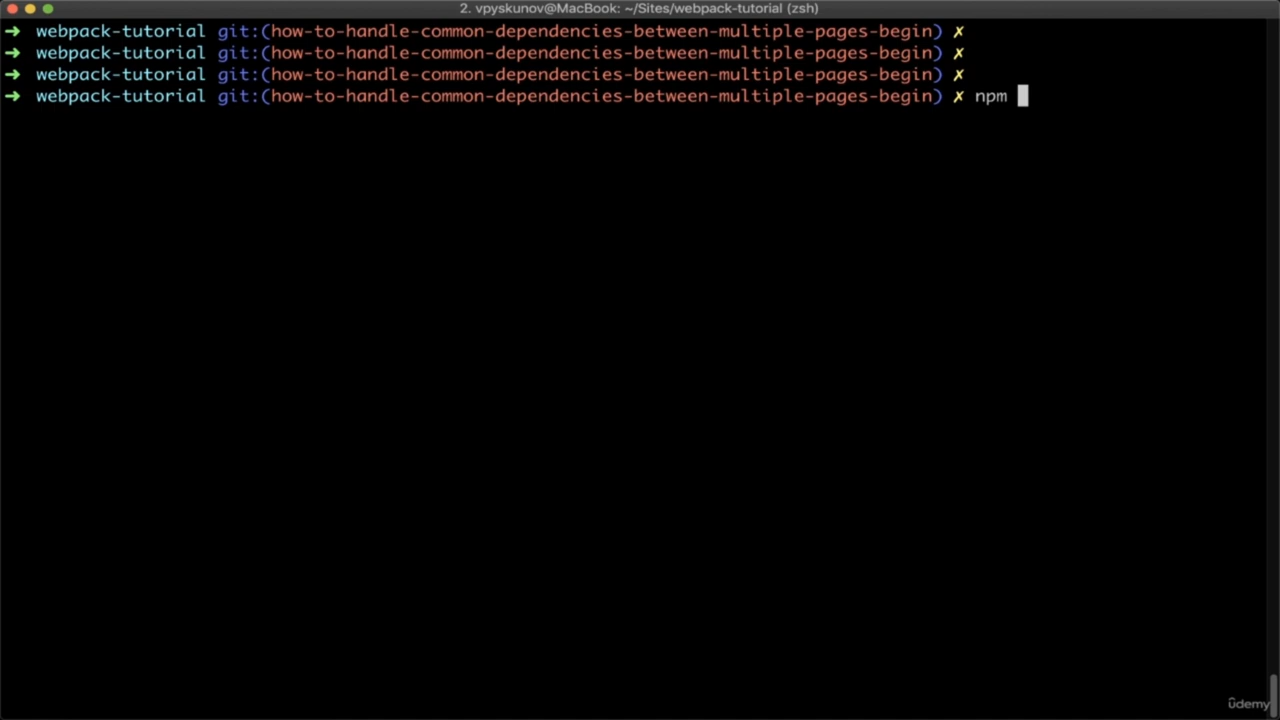 2. vpyskunov@MacBook: ~/Sites/webpack-tutorial (zsh)
➜ webpack-tutorial git:(how-to-handle-common-dependencies-between-multiple-pages-begin) ✗
➜ webpack-tutorial git:(how-to-handle-common-dependencies-between-multiple-pages-begin) ✗
➜ webpack-tutorial git:(how-to-handle-common-dependencies-between-multiple-pages-begin) ✗
➜ webpack-tutorial git:(how-to-handle-common-dependencies-between-multiple-pages-begin) ✗ npm
ûdemy